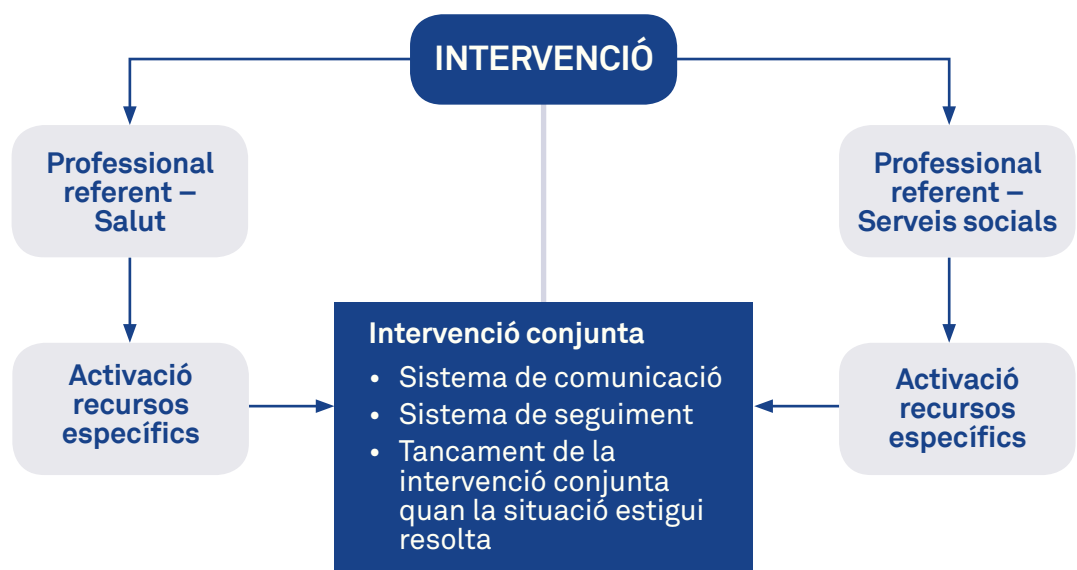 INTERVENCIÓ
Professional
referent –
Salut
Professional
referent –
Serveis socials
Activació
recursos
específics
Intervenció conjunta
• Sistema de comunicació
• Sistema de seguiment
• Tancament de la
intervenció conjunta
quan la situació estigui
resolta
Activació
recursos
específics